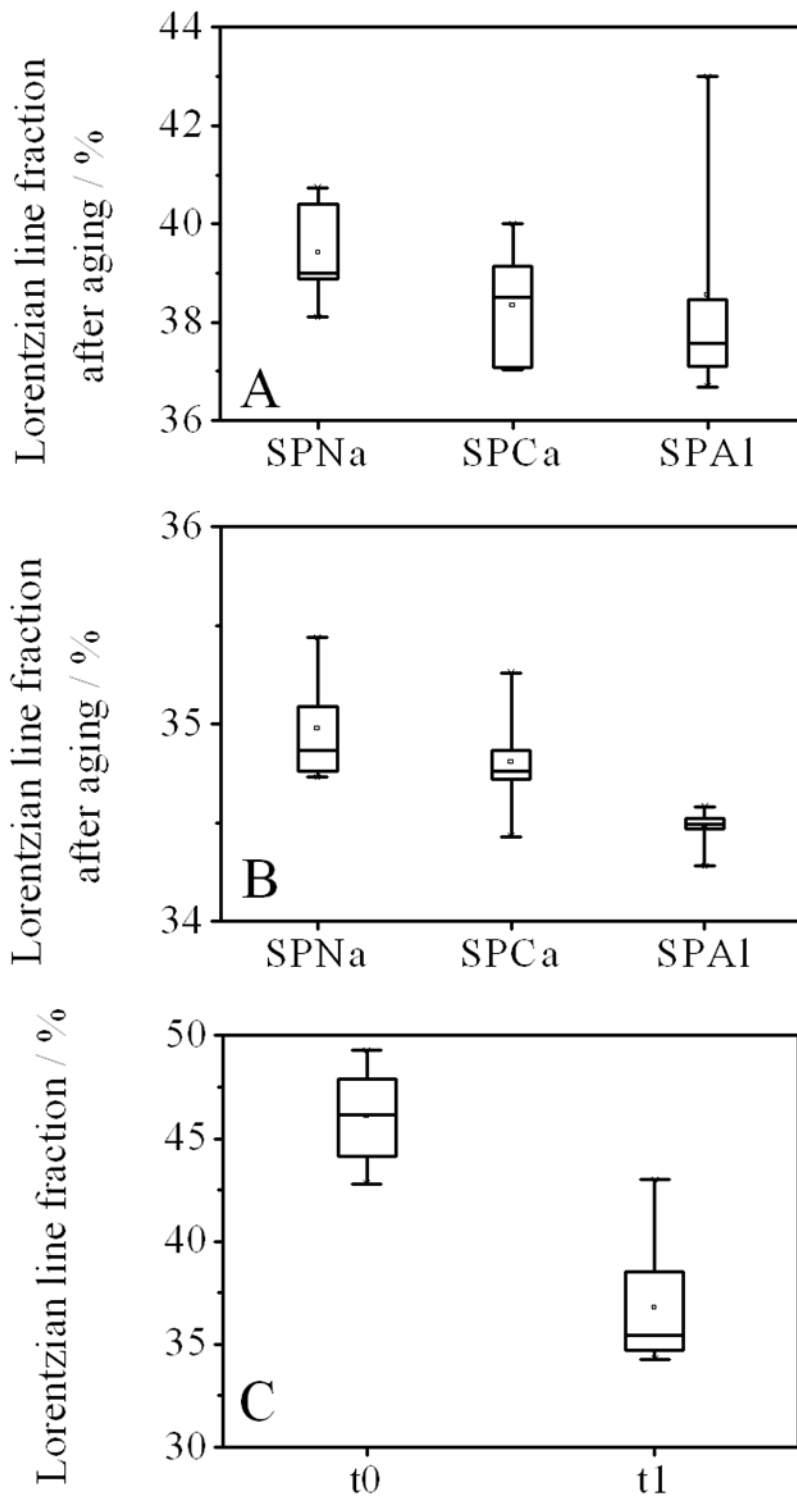 Lorentzian line fraction
after aging / %
44
42
40
38
36
A
SPNa
SPCa
SPAl
Lorentzian line fraction
after aging / %
36
35
34
B
SPNa
SPCa
SPAl
Lorentzian line fraction / %
50
45
40
35
30
C
t0
t1